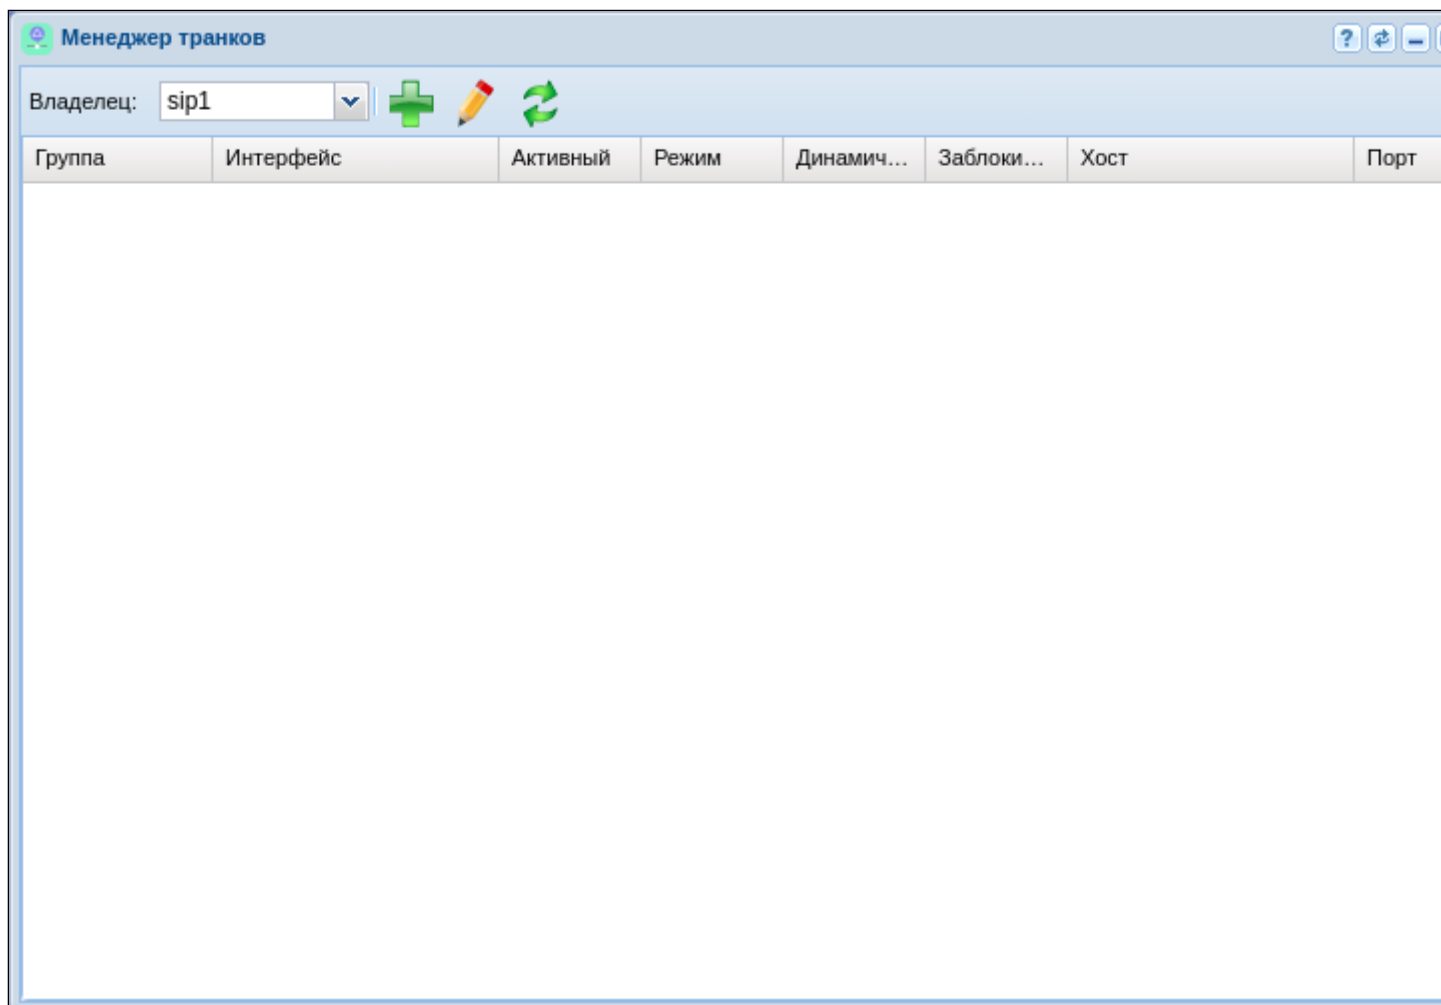 Менеджер транков
?
Владелец: sip1
Группа Интерфейс Активный Режим Динамич... Заблоки... Хост Порт